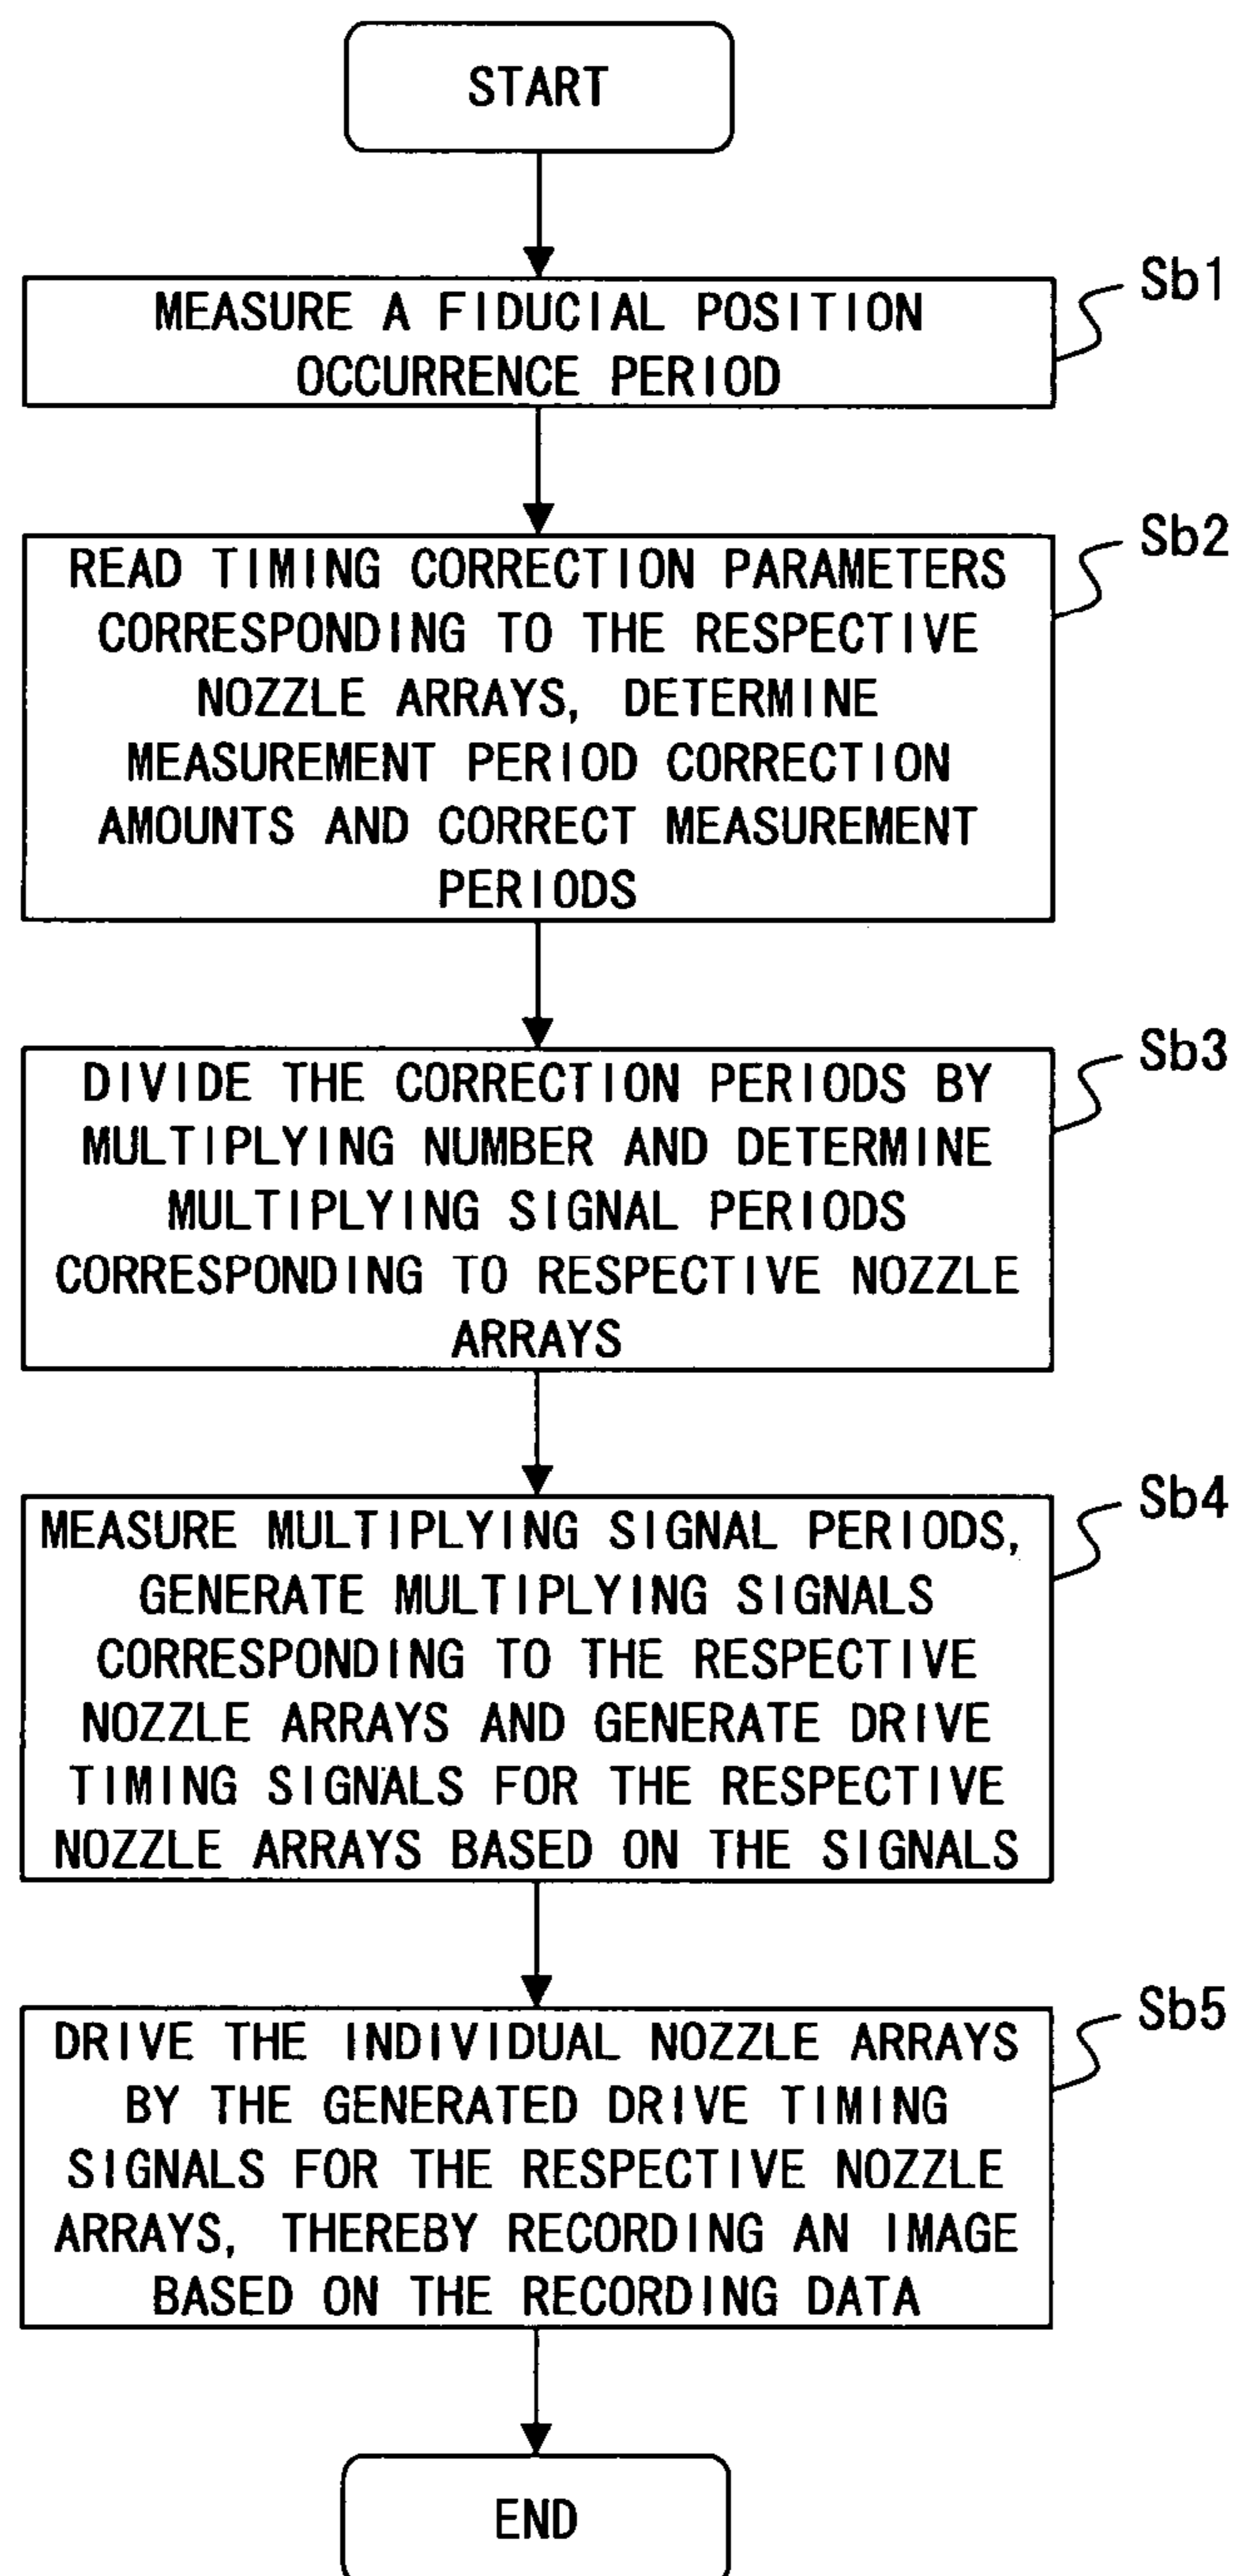 START
Sb1
MEASURE A FIDUCIAL POSITION
OCCURRENCE PERIOD
Sb2
READ TIMING CORRECTION PARAMETERS
CORRESPONDING TO THE RESPECTIVE
NOZZLE ARRAYS, DETERMINE
MEASUREMENT PERIOD CORRECTION
AMOUNTS AND CORRECT MEASUREMENT
PERIODS
Sb3
DIVIDE THE CORRECTION PERIODS BY
MULTIPLYING NUMBER AND DETERMINE
MULTIPLYING SIGNAL PERIODS
CORRESPONDING TO RESPECTIVE NOZZLE
ARRAYS
Sb4
MEASURE MULTIPLYING SIGNAL PERIODS,
GENERATE MULTIPLYING SIGNALS
CORRESPONDING TO THE RESPECTIVE
NOZZLE ARRAYS AND GENERATE DRIVE
TIMING SIGNALS FOR THE RESPECTIVE
NOZZLE ARRAYS BASED ON THE SIGNALS
Sb5
DRIVE THE INDIVIDUAL NOZZLE ARRAYS
BY THE GENERATED DRIVE TIMING
SIGNALS FOR THE RESPECTIVE NOZZLE
ARRAYS, THEREBY RECORDING AN IMAGE
BASED ON THE RECORDING DATA
END